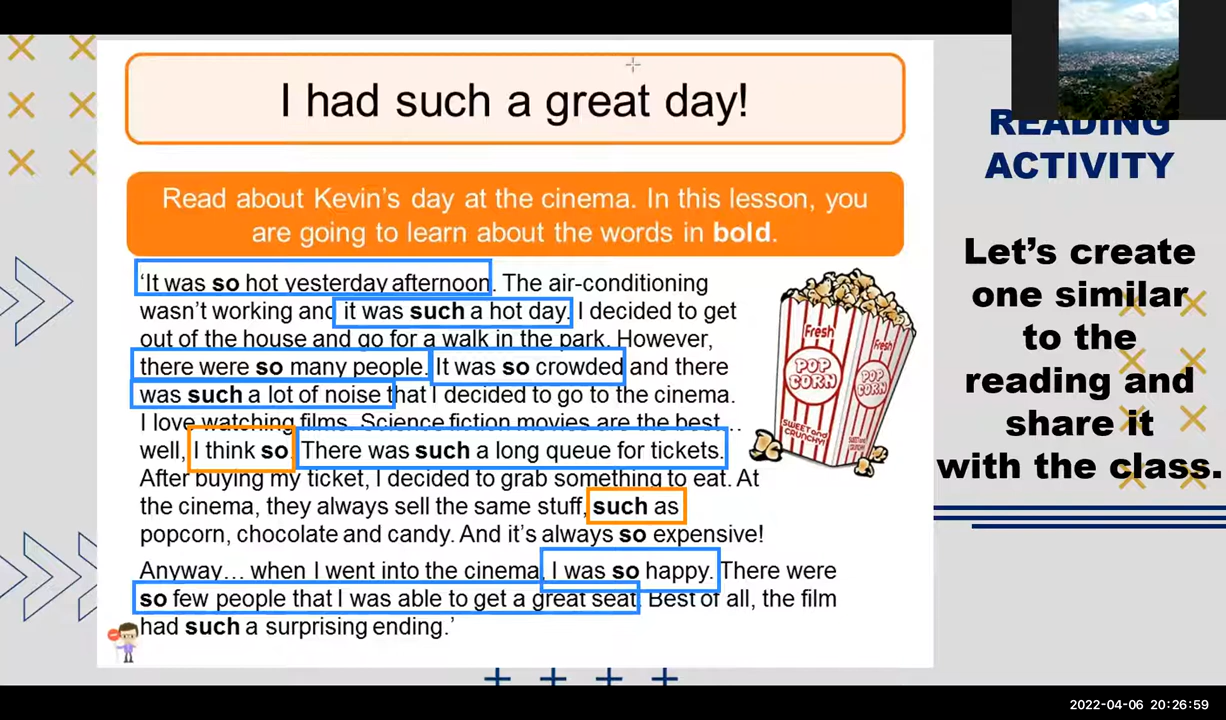 I had such a great day!
Read about Kevin's day at the cinema. In this lesson, you
are going to learn about the words in bold.
'It was so hot yesterday afternoon. The air-conditioning
wasn't working and it was such a hot day. I decided to get
out of the house and go for a walk in the park. However,
there were so many people. It was so crowded and there
was such a lot of noise that I decided to go to the cinema.
I love watching films. Science fiction movies are the best…
well, I think so. There was such a long queue for tickets.
After buying my ticket, I decided to grab something to eat. At
the cinema, they always sell the same stuff, such as
popcorn, chocolate and candy. And it's always so expensive!
Anyway… when I went into the cinema, I was so happy. There were
so few people that I was able to get a great seat. Best of all, the film
had such a surprising ending.'
Fresh
POP
CORN
SWEET and
CRUNCHY!
Fresh
POP
CORN
SWEET and
CRUNCHY!
READING
ACTIVITY
Let's create
one similar
to the
reading and
share it
with the class.
2022-04-06 20:26:59